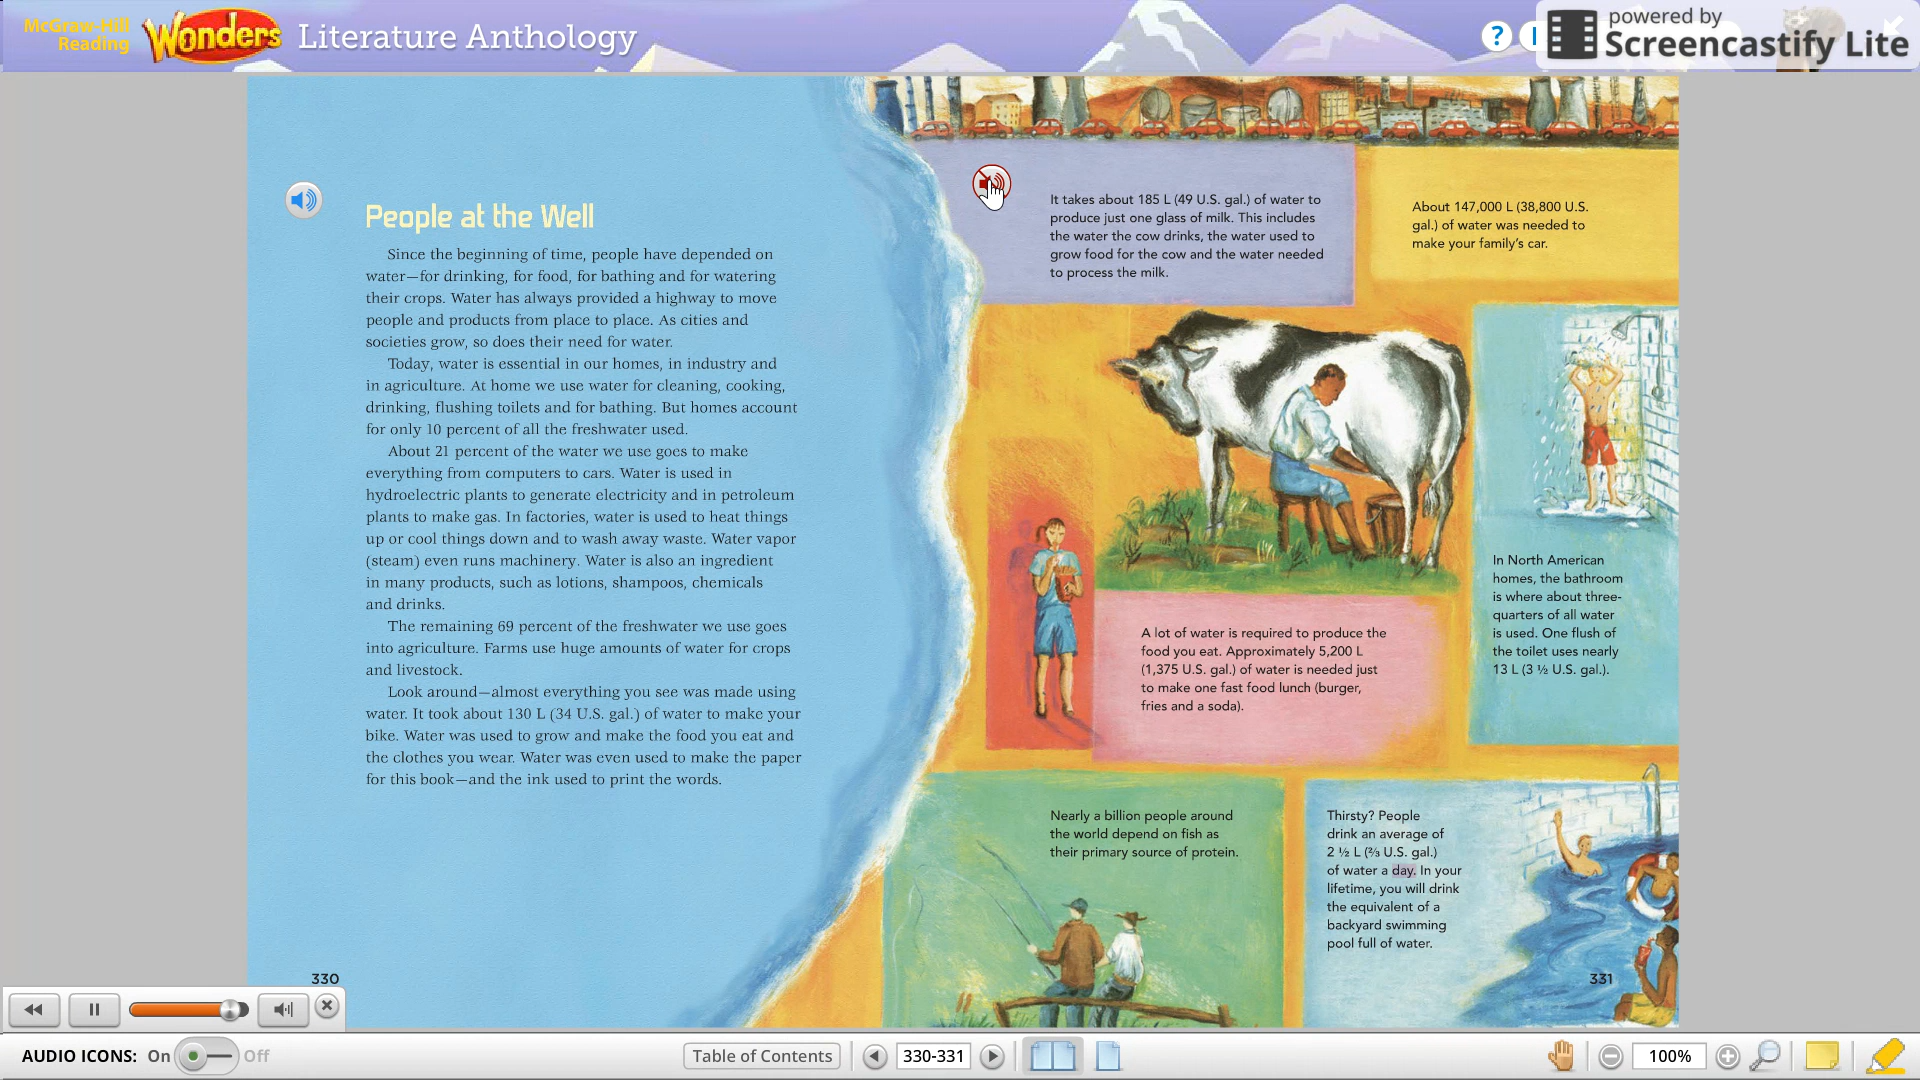 McGraw-Hill
Reading
Wonders
Literature Anthology
?
powered by
Screencastify Lite
People at the Well
Since the beginning of time, people have depended on
water—for drinking, for food, for bathing and for watering
their crops. Water has always provided a highway to move
people and products from place to place. As cities and
societies grow, so does their need for water.
Today, water is essential in our homes, in industry and
in agriculture. At home we use water for cleaning, cooking,
drinking, flushing toilets and for bathing. But homes account
for only 10 percent of all the freshwater used.
About 21 percent of the water we use goes to make
everything from computers to cars. Water is used in
hydroelectric plants to generate electricity and in petroleum
plants to make gas. In factories, water is used to heat things
up or cool things down and to wash away waste. Water vapor
(steam) even runs machinery. Water is also an ingredient
in many products, such as lotions, shampoos, chemicals
and drinks.
The remaining 69 percent of the freshwater we use goes
into agriculture. Farms use huge amounts of water for crops
and livestock.
Look around—almost everything you see was made using
water. It took about 130 L (34 U.S. gal.) of water to make your
bike. Water was used to grow and make the food you eat and
the clothes you wear. Water was even used to make the paper
for this book—and the ink used to print the words.
330
It takes about 185 L (49 U.S. gal.) of water to
produce just one glass of milk. This includes
the water the cow drinks, the water used to
grow food for the cow and the water needed
to process the milk.
About 147,000 L (38,800 U.S.
gal.) of water was needed to
make your family's car.
In North American
homes, the bathroom
is where about three-
quarters of all water
is used. One flush of
the toilet uses nearly
13 L (3 ½ U.S. gal.).
A lot of water is required to produce the
food you eat. Approximately 5,200 L
(1,375 U.S. gal.) of water is needed just
to make one fast food lunch (burger,
fries and a soda).
Nearly a billion people around
the world depend on fish as
their primary source of protein.
Thirsty? People
drink an average of
2 ½ L (⅔ U.S. gal.)
of water a day. In your
lifetime, you will drink
the equivalent of a
backyard swimming
pool full of water.
331
AUDIO ICONS: On Off
Table of Contents
330-331
100%